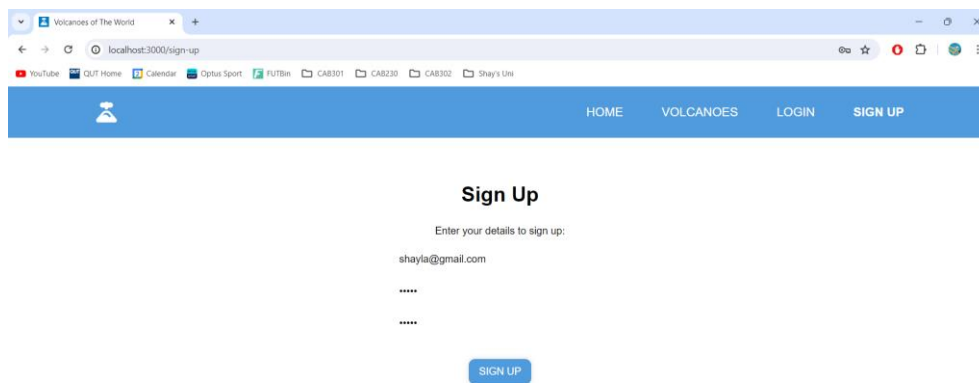 Volcanoes of The World
localhost:3000/sign-up
YouTube QUT Home Calendar Optus Sport FUTBin CAB301 CAB230 CAB302 Shay's Uni
HOME VOLCANOES LOGIN SIGN UP
Sign Up
Enter your details to sign up:
shayla@gmail.com
•••••
•••••
SIGN UP